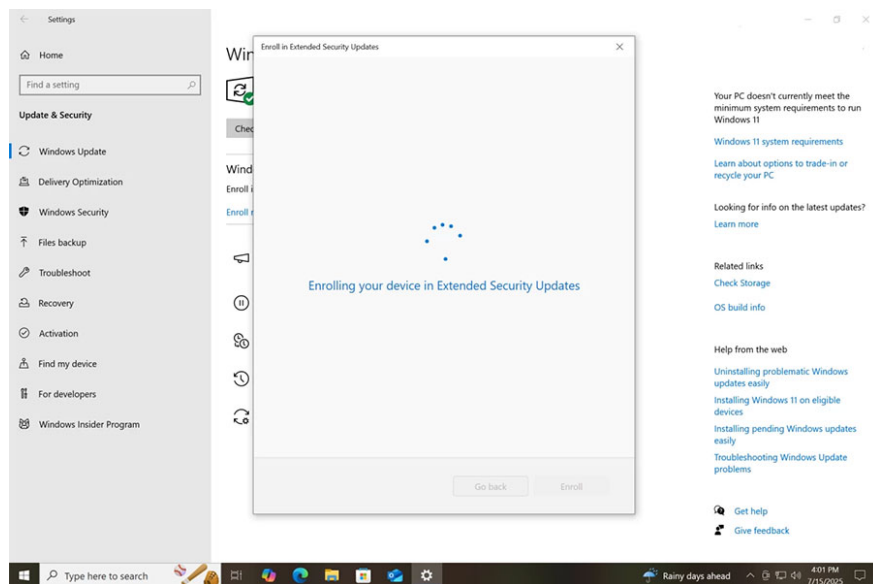 Settings
Home
Find a setting
Update & Security
Windows Update
Delivery Optimization
Windows Security
Files backup
Troubleshoot
Recovery
Activation
Find my device
For developers
Windows Insider Program
Enroll in Extended Security Updates
Enrolling your device in Extended Security Updates
Go back
Enroll
Enroll
Your PC doesn't currently meet the
minimum system requirements to run
Windows 11
Windows 11 system requirements
Learn about options to trade-in or
recycle your PC
Looking for info on the latest updates?
Learn more
Related links
Check Storage
OS build info
Help from the web
Uninstalling problematic Windows
updates easily
Installing Windows 11 on eligible
devices
Installing pending Windows updates
easily
Troubleshooting Windows Update
problems
Get help
Give feedback
Type here to search
Rainy days ahead
4:01 PM
7/15/2025